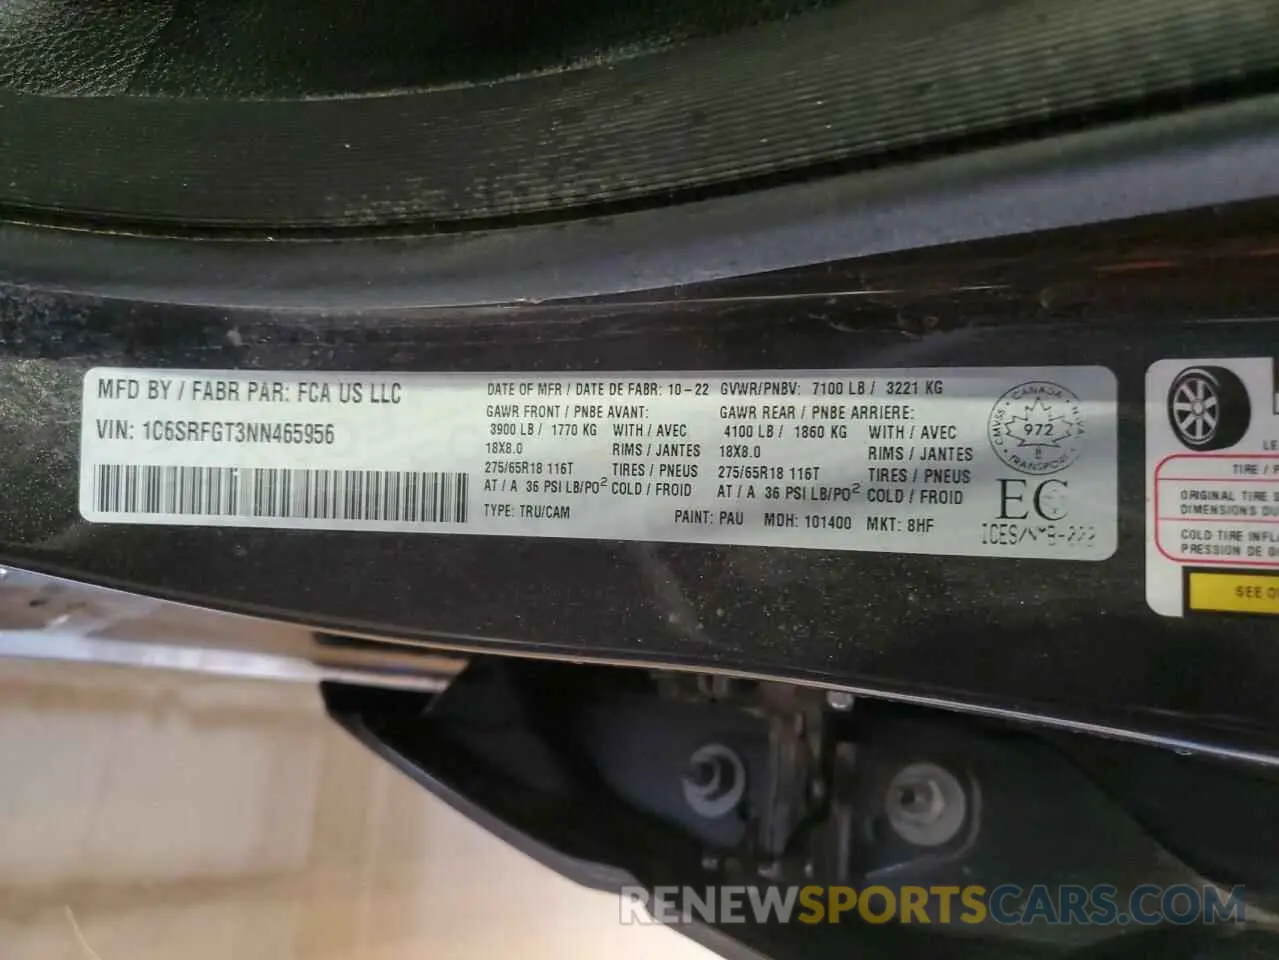 MFD BY / FABR PAR: FCA US LLC
DATE OF MFR / DATE DE FABR: 10-22 GVWR/PNBV: 7100 LB / 3221 KG
GAWR FRONT / PNBE AVANT: GAWR REAR / PNBE ARRIERE:
VIN: 1C6SRFGT3NN465956
3900 LB / 1770 KG WITH / AVEC 4100 LB / 1860 KG WITH / AVEC
18X8.0 RIMS / JANTES 18X8.0 RIMS / JANTES
275/65R18 116T TIRES / PNEUS 275/65R18 116T TIRES / PNEUS
AT / A 36 PSI LB/PO² COLD / FROID AT / A 36 PSI LB/PO² COLD / FROID
TYPE: TRU/CAM PAINT: PAU MDH: 101400 MKT: 8HF
CANADA
CMVSS NVSAC
972
TRANSPORT
EC
LE
TIRE / P
ORIGINAL TIRE
DIMENSIONS DU
COLD TIRE INFLA
PRESSION DE G
SEE O
RENEWSPORTSCARS.COM